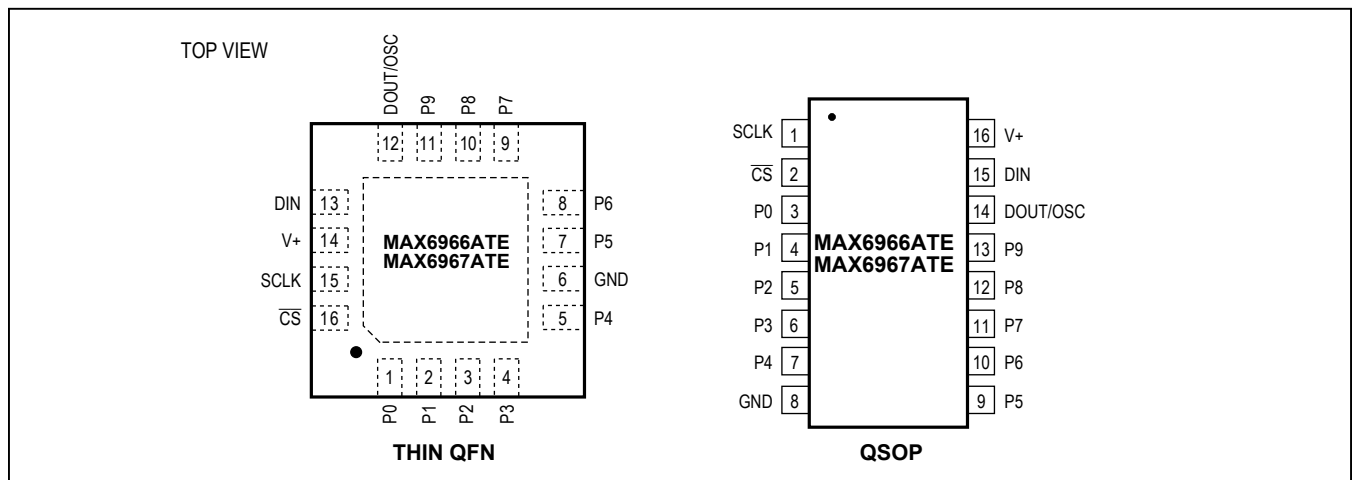 TOP VIEW
DOUT/OSC
P9
P8
P7
12
11
10
9
DIN 13
V+ 14
SCLK 15
CS 16
MAX6966ATE
MAX6967ATE
8 P6
7 P5
6 GND
5 P4
1
2
3
4
P0
P1
P2
P3
THIN QFN
SCLK 1
CS 2
P0 3
P1 4
P2 5
P3 6
P4 7
GND 8
MAX6966ATE
MAX6967ATE
16 V+
15 DIN
14 DOUT/OSC
13 P9
12 P8
11 P7
10 P6
9 P5
QSOP